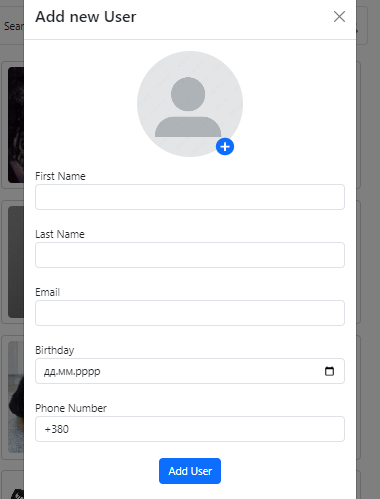 Add new User
Sear
First Name
Last Name
Email
Birthday
дд.мм.рррр
Phone Number
+380
Add User